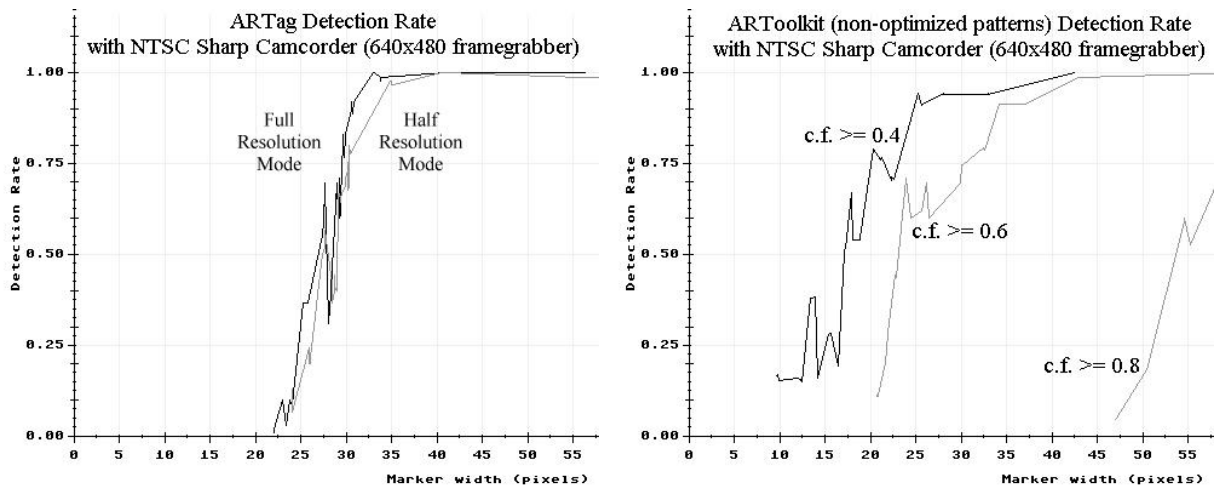 ARTag Detection Rate
with NTSC Sharp Camcorder (640x480 framegrabber)
1.00
0.75
0.50
0.25
0.00
Detection Rate
Full
Resolution
Mode
Half
Resolution
Mode
0 5 10 15 20 25 30 35 40 45 50 55
Marker width (pixels)
ARToolkit (non-optimized patterns) Detection Rate
with NTSC Sharp Camcorder (640x480 framegrabber)
1.00
0.75
0.50
0.25
0.00
Detection Rate
c.f. >= 0.4
c.f. >= 0.6
c.f. >= 0.8
0 5 10 15 20 25 30 35 40 45 50 55
Marker width (pixels)